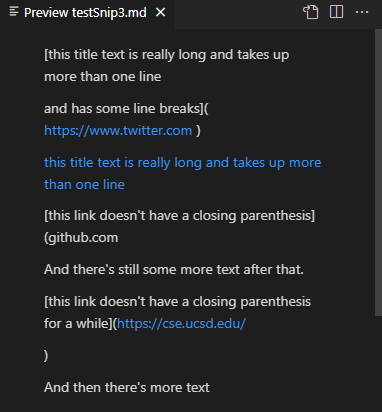 Preview testSnip3.md
[this title text is really long and takes up
more than one line
and has some line breaks](
https://www.twitter.com )
this title text is really long and takes up more
than one line
[this link doesn't have a closing parenthesis]
(github.com
And there's still some more text after that.
[this link doesn't have a closing parenthesis
for a while](https://cse.ucsd.edu/
)
And then there's more text